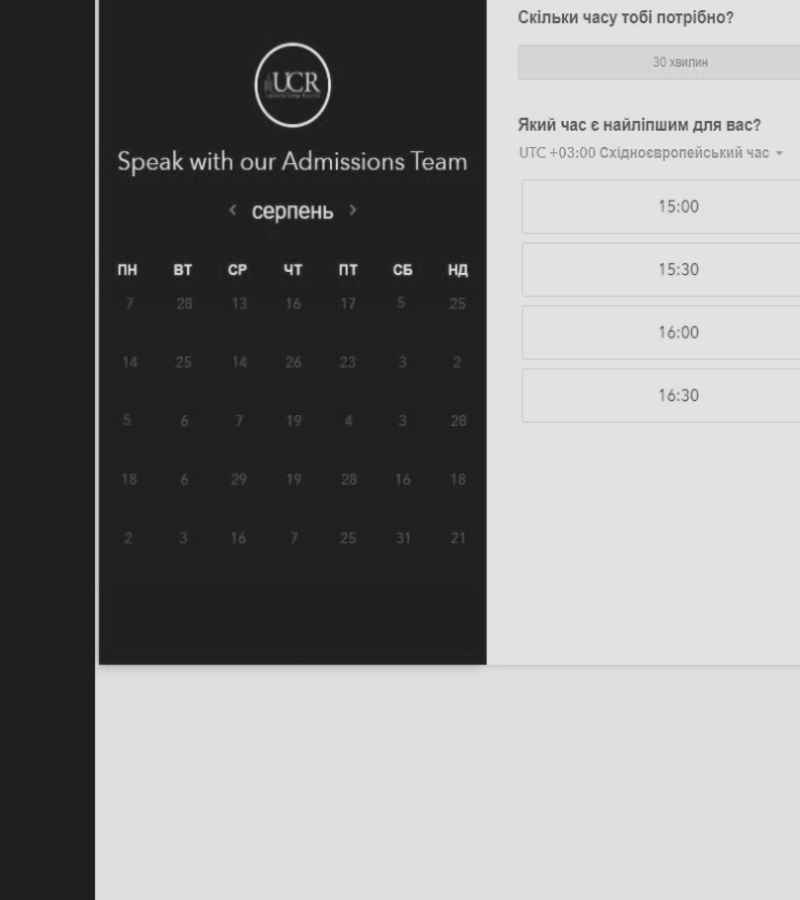 UCR
Speak with our Admissions Team
‹ серпень ›
ПН ВТ СР ЧТ ПТ СБ НД
7 28 13 16 17 5 25
14 25 14 26 23 3 2
5 6 7 19 4 3 28
18 6 29 19 28 16 18
2 3 16 7 25 31 21
Скільки часу тобі потрібно?
30 хвилин
Який час є найліпшим для вас?
UTC +03:00 Східноєвропейський час
15:00
15:30
16:00
16:30